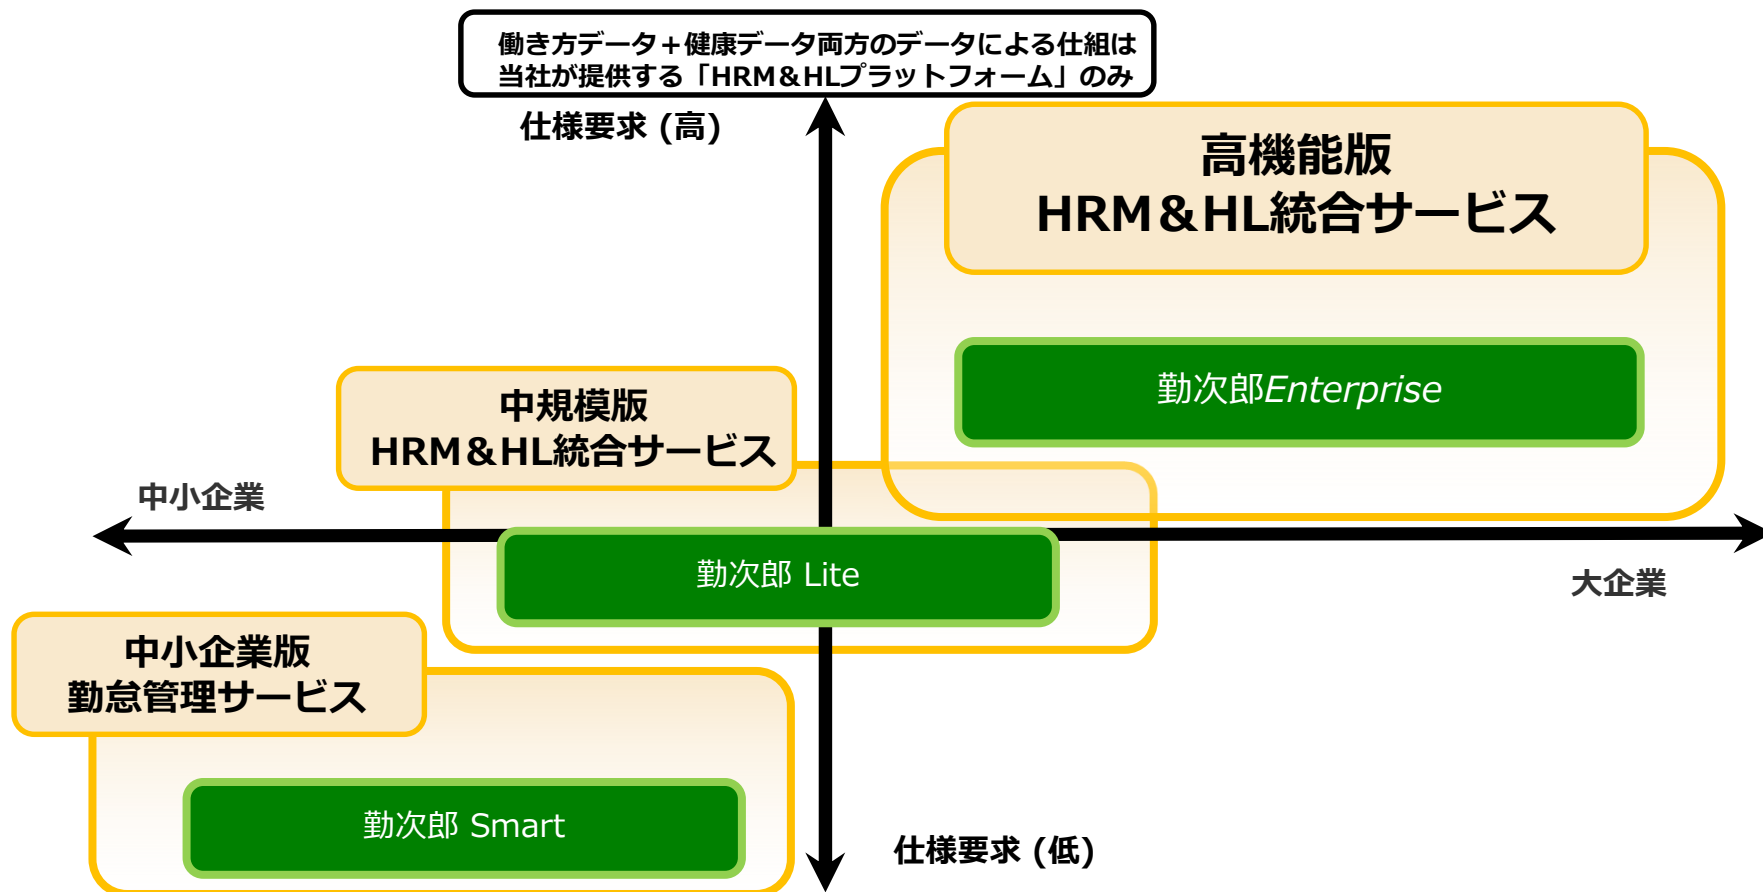 働き方データ＋健康データ両方のデータによる仕組は
当社が提供する「HRM＆HLプラットフォーム」のみ
仕様要求 (高)
高機能版
HRM＆HL統合サービス
勤次郎Enterprise
中規模版
HRM＆HL統合サービス
中小企業
勤次郎 Lite
大企業
中小企業版
勤怠管理サービス
勤次郎 Smart
仕様要求 (低)